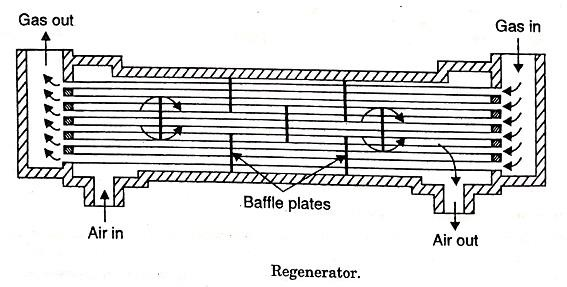 Gas out
Gas in
Baffle plates
Air in
Air out
Regenerator.